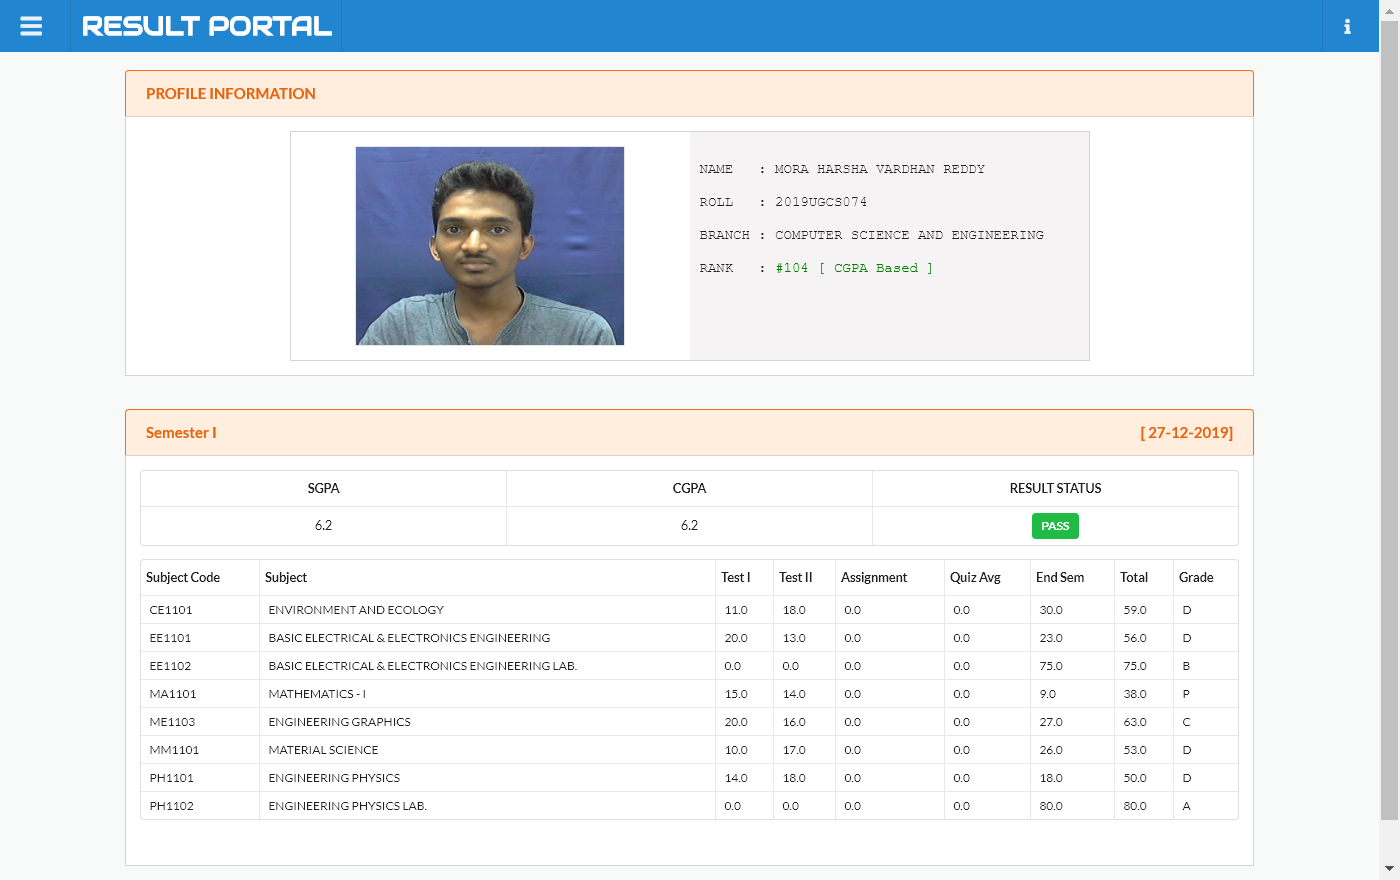 RESULT PORTAL
PROFILE INFORMATION
NAME : MORA HARSHA VARDHAN REDDY
ROLL : 2019UGCS074
BRANCH : COMPUTER SCIENCE AND ENGINEERING
RANK : #104 [ CGPA Based ]
Semester I [ 27-12-2019]
SGPA CGPA RESULT STATUS
6.2 6.2 PASS
Subject Code Subject Test I Test II Assignment Quiz Avg End Sem Total Grade
CE1101 ENVIRONMENT AND ECOLOGY 11.0 18.0 0.0 0.0 30.0 59.0 D
EE1101 BASIC ELECTRICAL & ELECTRONICS ENGINEERING 20.0 13.0 0.0 0.0 23.0 56.0 D
EE1102 BASIC ELECTRICAL & ELECTRONICS ENGINEERING LAB. 0.0 0.0 0.0 0.0 75.0 75.0 B
MA1101 MATHEMATICS - I 15.0 14.0 0.0 0.0 9.0 38.0 P
ME1103 ENGINEERING GRAPHICS 20.0 16.0 0.0 0.0 27.0 63.0 C
MM1101 MATERIAL SCIENCE 10.0 17.0 0.0 0.0 26.0 53.0 D
PH1101 ENGINEERING PHYSICS 14.0 18.0 0.0 0.0 18.0 50.0 D
PH1102 ENGINEERING PHYSICS LAB. 0.0 0.0 0.0 0.0 80.0 80.0 A